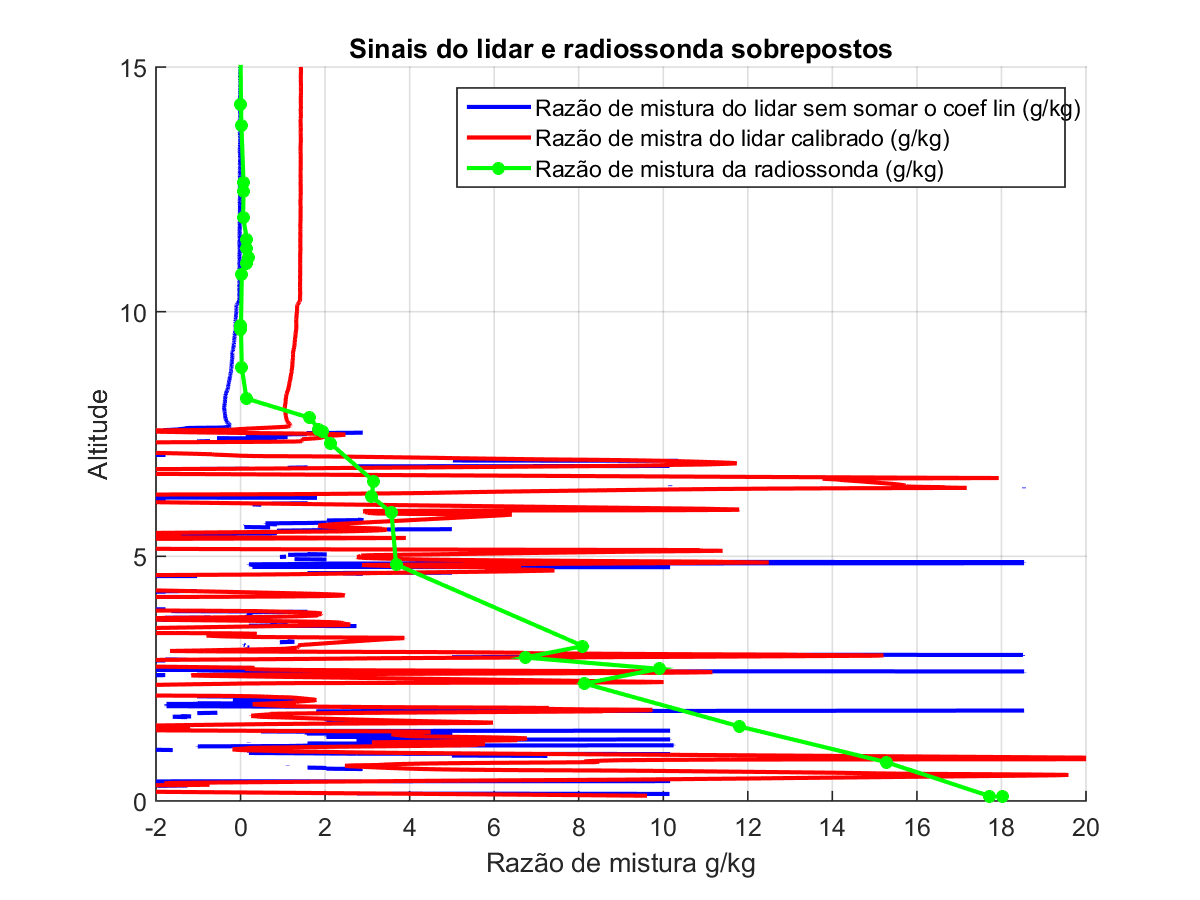 Sinais do lidar e radiossonda sobrepostos
15
Razão de mistura do lidar sem somar o coef lin (g/kg)
Razão de mistra do lidar calibrado (g/kg)
Razão de mistura da radiossonda (g/kg)
10
Altitude
5
0
-2 0 2 4 6 8 10 12 14 16 18 20
Razão de mistura g/kg